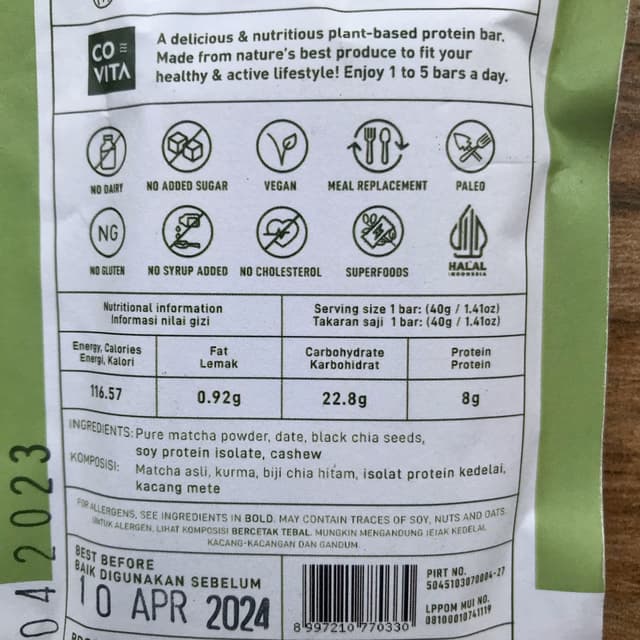 CO
VITA
A delicious & nutritious plant-based protein bar.
Made from nature's best produce to fit your
healthy & active lifestyle! Enjoy 1 to 5 bars a day.
NO DAIRY
NO ADDED SUGAR
VEGAN
MEAL REPLACEMENT
PALEO
NG
NO GLUTEN
NO SYRUP ADDED
NO CHOLESTEROL
SUPERFOODS
HALAL
INDONESIA
Nutritional information
Informasi nilai gizi
Serving size 1 bar: (40g / 1.41oz)
Takaran saji 1 bar: (40g / 1.41oz)
Energy, Calories
Energi, Kalori
Fat
Lemak
Carbohydrate
Karbohidrat
Protein
Protein
116.57
0.92g
22.8g
8g
INGREDIENTS: Pure matcha powder, date, black chia seeds,
soy protein isolate, cashew
KOMPOSISI: Matcha asli, kurma, biji chia hitam, isolat protein kedelai,
kacang mete
FOR ALLERGENS, SEE INGREDIENTS IN BOLD. MAY CONTAIN TRACES OF SOY, NUTS AND OATS.
UNTUK ALERGEN, LIHAT KOMPOSISI BERCETAK TEBAL. MUNGKIN MENGANDUNG JEJAK KEDELAI,
KACANG-KACANGAN DAN GANDUM.
BEST BEFORE
BAIK DIGUNAKAN SEBELUM
10 APR 2024
8 997210 770330
PIRT NO.
5045103070004-27
LPPOM MUI NO.
08100010741119
04 2023